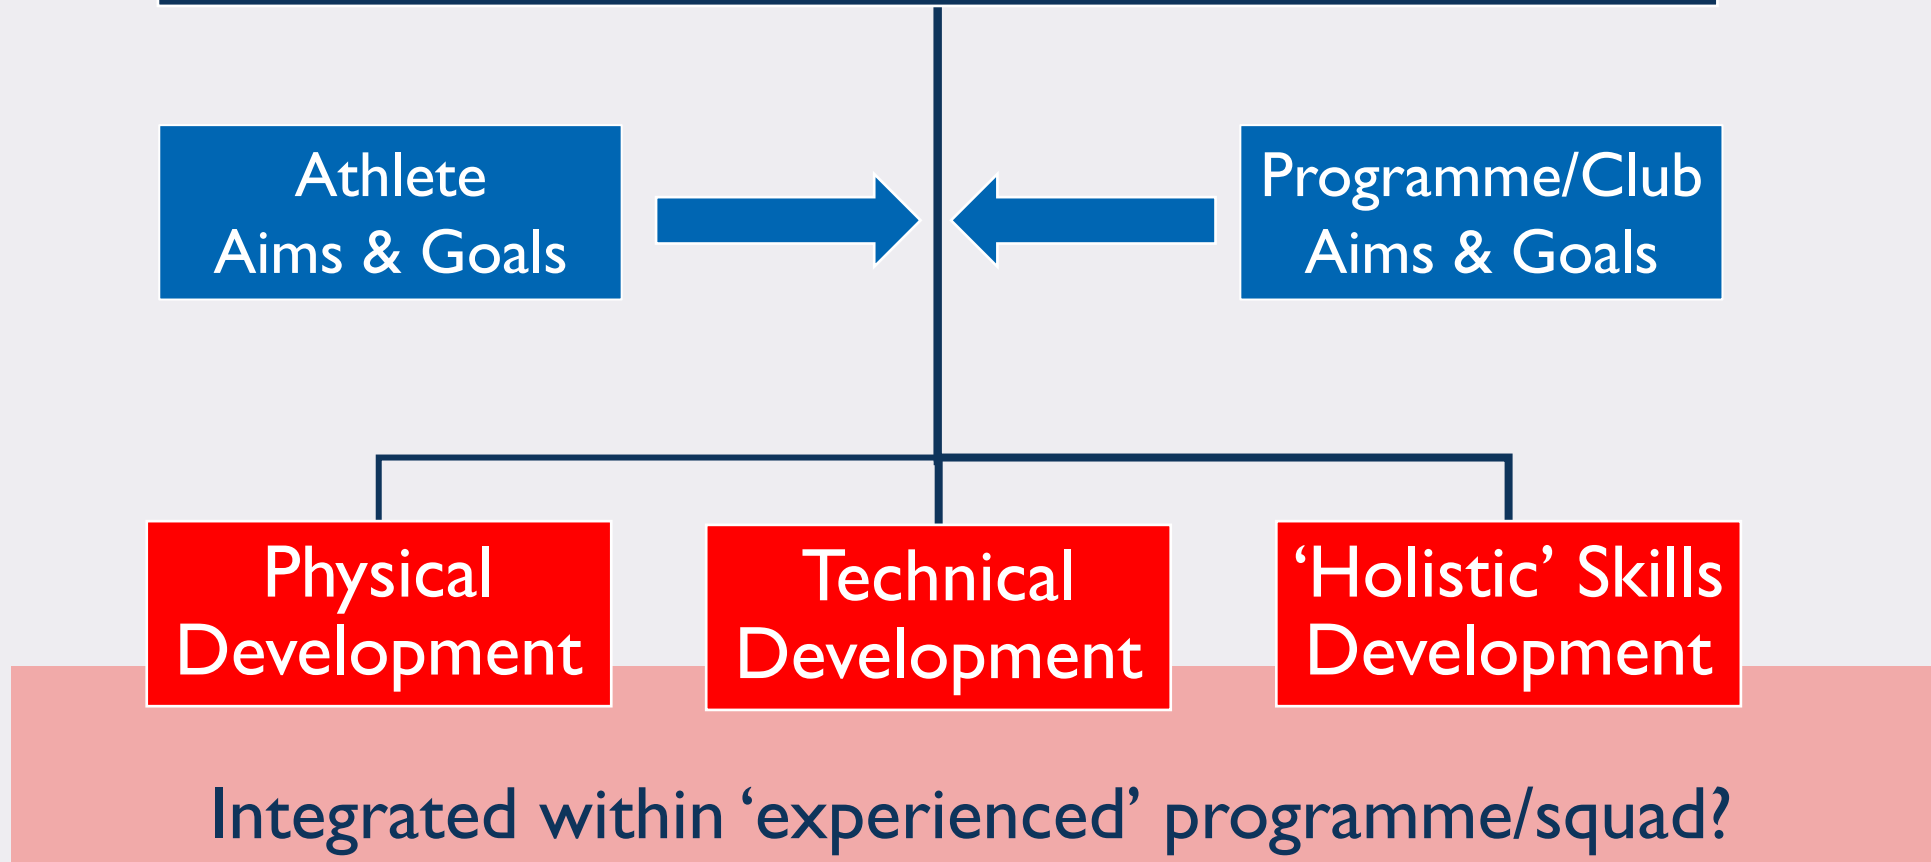 Athlete
Aims & Goals
Programme/Club
Aims & Goals
Physical
Development
Technical
Development
‘Holistic’ Skills
Development
Integrated within ‘experienced’ programme/squad?